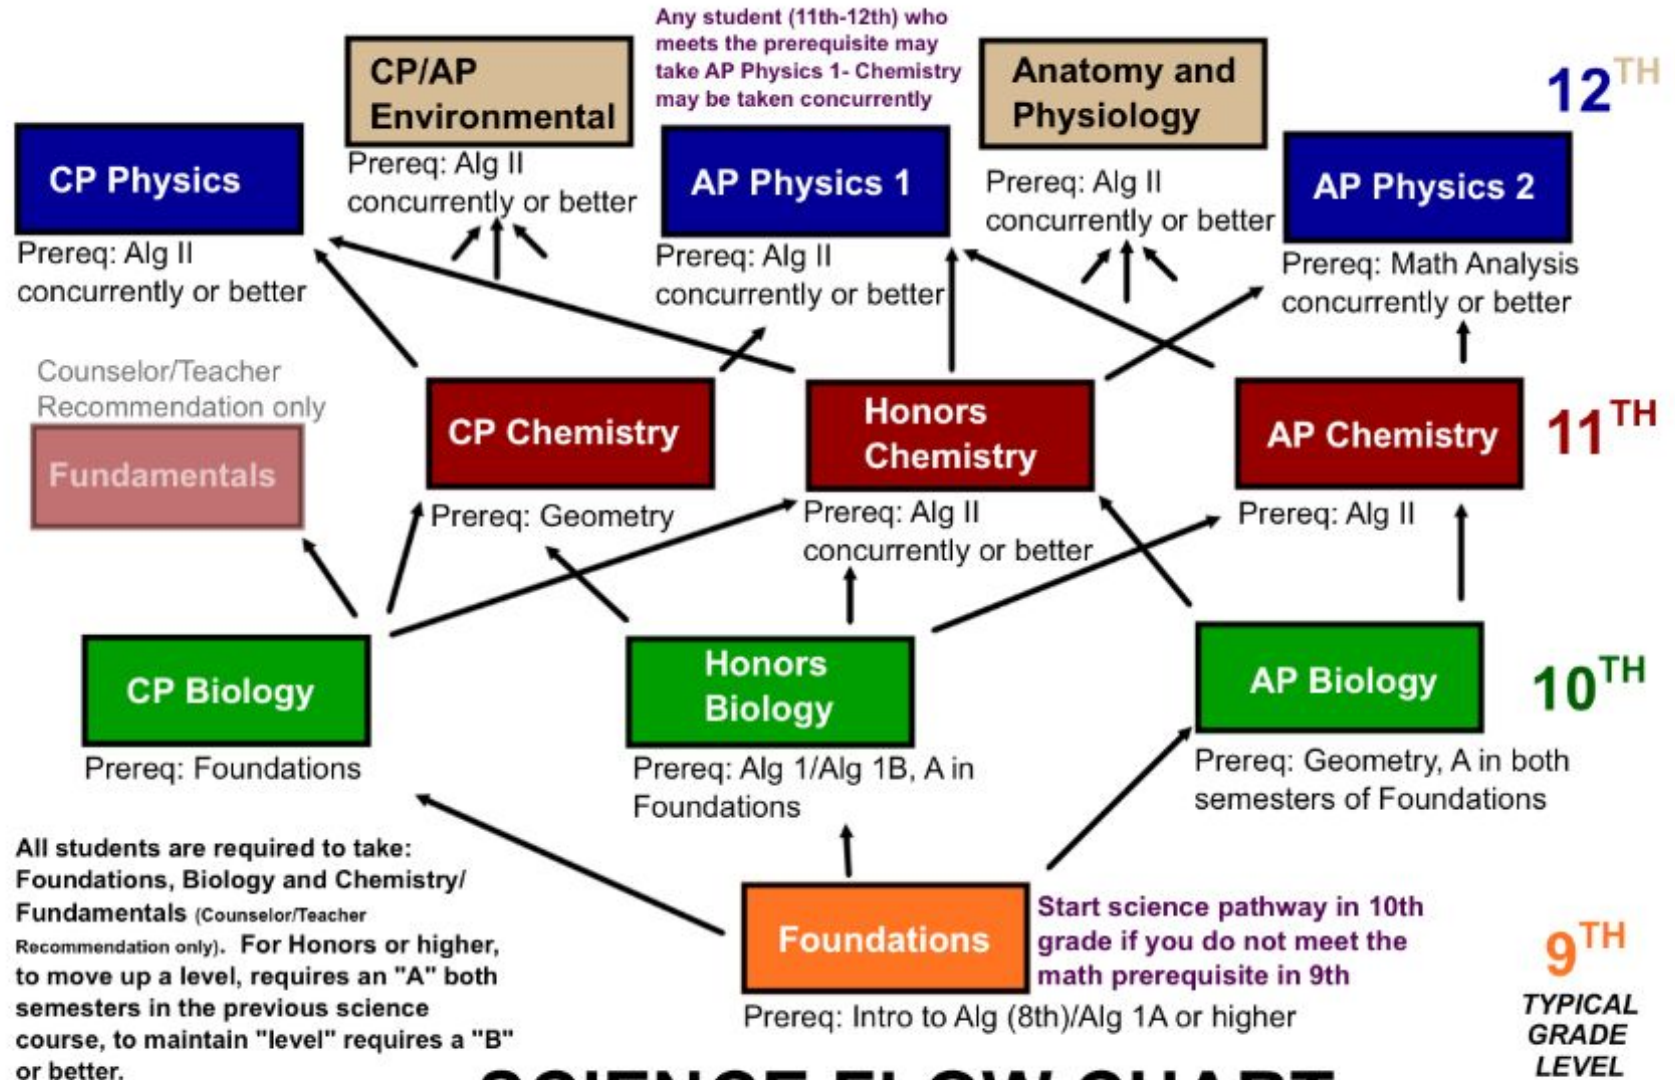 Any student (11th-12th) who
meets the prerequisite may
take AP Physics 1- Chemistry
may be taken concurrently
CP/AP
Environmental
Prereq: Alg II
concurrently or better
Anatomy and
Physiology
Prereq: Alg II
concurrently or better
12TH
CP Physics
Prereq: Alg II
concurrently or better
AP Physics 1
Prereq: Alg II
concurrently or better
AP Physics 2
Prereq: Math Analysis
concurrently or better
Counselor/Teacher
Recommendation only
Fundamentals
CP Chemistry
Prereq: Geometry
Honors
Chemistry
Prereq: Alg II
concurrently or better
AP Chemistry
Prereq: Alg II
11TH
CP Biology
Prereq: Foundations
Honors
Biology
Prereq: Alg 1/Alg 1B, A in
Foundations
AP Biology
Prereq: Geometry, A in both
semesters of Foundations
10TH
All students are required to take:
Foundations, Biology and Chemistry/
Fundamentals (Counselor/Teacher
Recommendation only). For Honors or higher,
to move up a level, requires an "A" both
semesters in the previous science
course, to maintain "level" requires a "B"
or better.
Foundations
Prereq: Intro to Alg (8th)/Alg 1A or higher
Start science pathway in 10th
grade if you do not meet the
math prerequisite in 9th
9TH
TYPICAL
GRADE
LEVEL
SCIENCE FLOW CHART